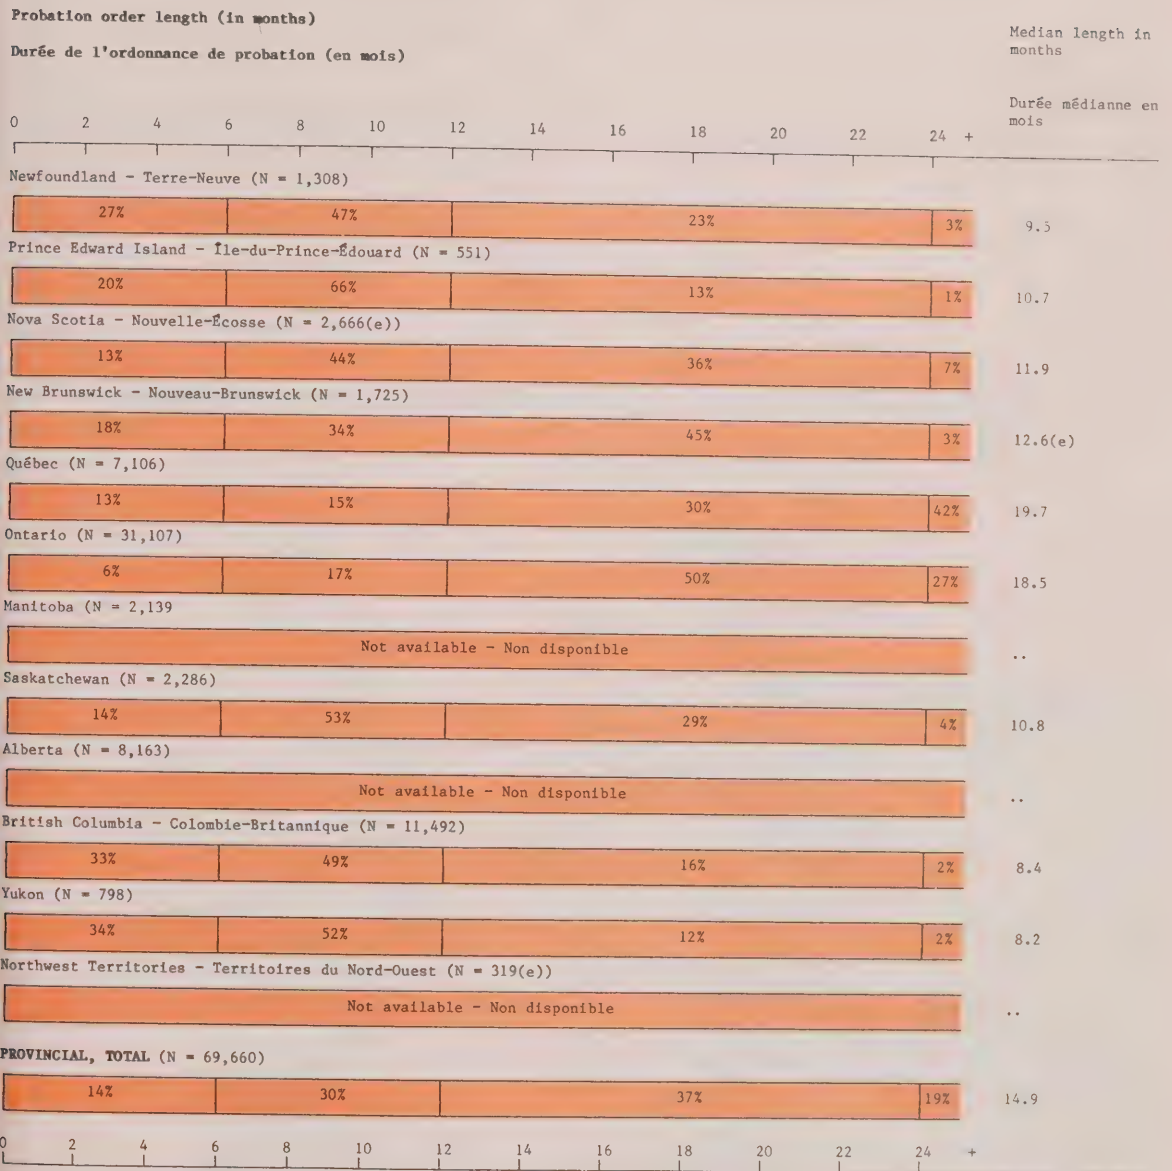 Probation order length (in months)
Durée de l'ordonnance de probation (en mois)
Median length in
months
Durée médianne en
mois
0 2 4 6 8 10 12 14 16 18 20 22 24 +
Newfoundland - Terre-Neuve (N = 1,308)
27% 47% 23% 3% 9.5
Prince Edward Island - Île-du-Prince-Édouard (N = 551)
20% 66% 13% 1% 10.7
Nova Scotia - Nouvelle-Écosse (N = 2,666(e))
13% 44% 36% 7% 11.9
New Brunswick - Nouveau-Brunswick (N = 1,725)
18% 34% 45% 3% 12.6(e)
Québec (N = 7,106)
13% 15% 30% 42% 19.7
Ontario (N = 31,107)
6% 17% 50% 27% 18.5
Manitoba (N = 2,139
Not available - Non disponible ..
Saskatchewan (N = 2,286)
14% 53% 29% 4% 10.8
Alberta (N = 8,163)
Not available - Non disponible ..
British Columbia - Colombie-Britannique (N = 11,492)
33% 49% 16% 2% 8.4
Yukon (N = 798)
34% 52% 12% 2% 8.2
Northwest Territories - Territoires du Nord-Ouest (N = 319(e))
Not available - Non disponible ..
PROVINCIAL, TOTAL (N = 69,660)
14% 30% 37% 19% 14.9
0 2 4 6 8 10 12 14 16 18 20 22 24 +